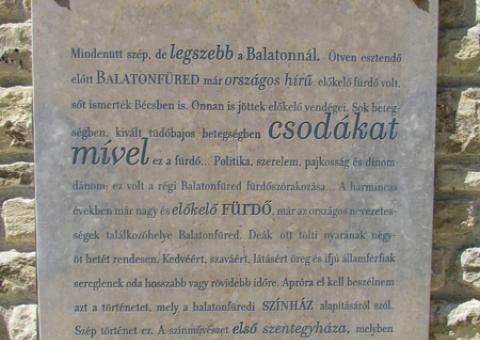 Mindenütt szép, de legszebb a Balatonnál. Ötven esztendő
előtt BALATONFÜRED már országos hírű, előkelő fürdő volt,
sőt ismerték Bécsben is. Onnan is jöttek előkelő vendégei. Sok beteg-
ségben, kivált tüdőbajos betegségben csodákat
mível ez a fürdő... Politika, szerelem, pajkosság és dínom-
dánom: ez volt a régi Balatonfüred fürdőszórakozása... A harmincas
években már nagy és előkelő FÜRDŐ, már az országos nevezetes-
ségek találkozóhelye Balatonfüred. Deák ott tölti nyarának négy-
öt hetét rendesen. Kedvéért, szaváért, látásért öreg és ifjú államférfiak
sereglenek oda hosszabb vagy rövidebb időre. Apróra el kell beszélnem
azt a történetet, mely a balatonfüredi SZÍNHÁZ alapításáról szól.
Szép történet ez. A színművészet első szentegyháza, melyben